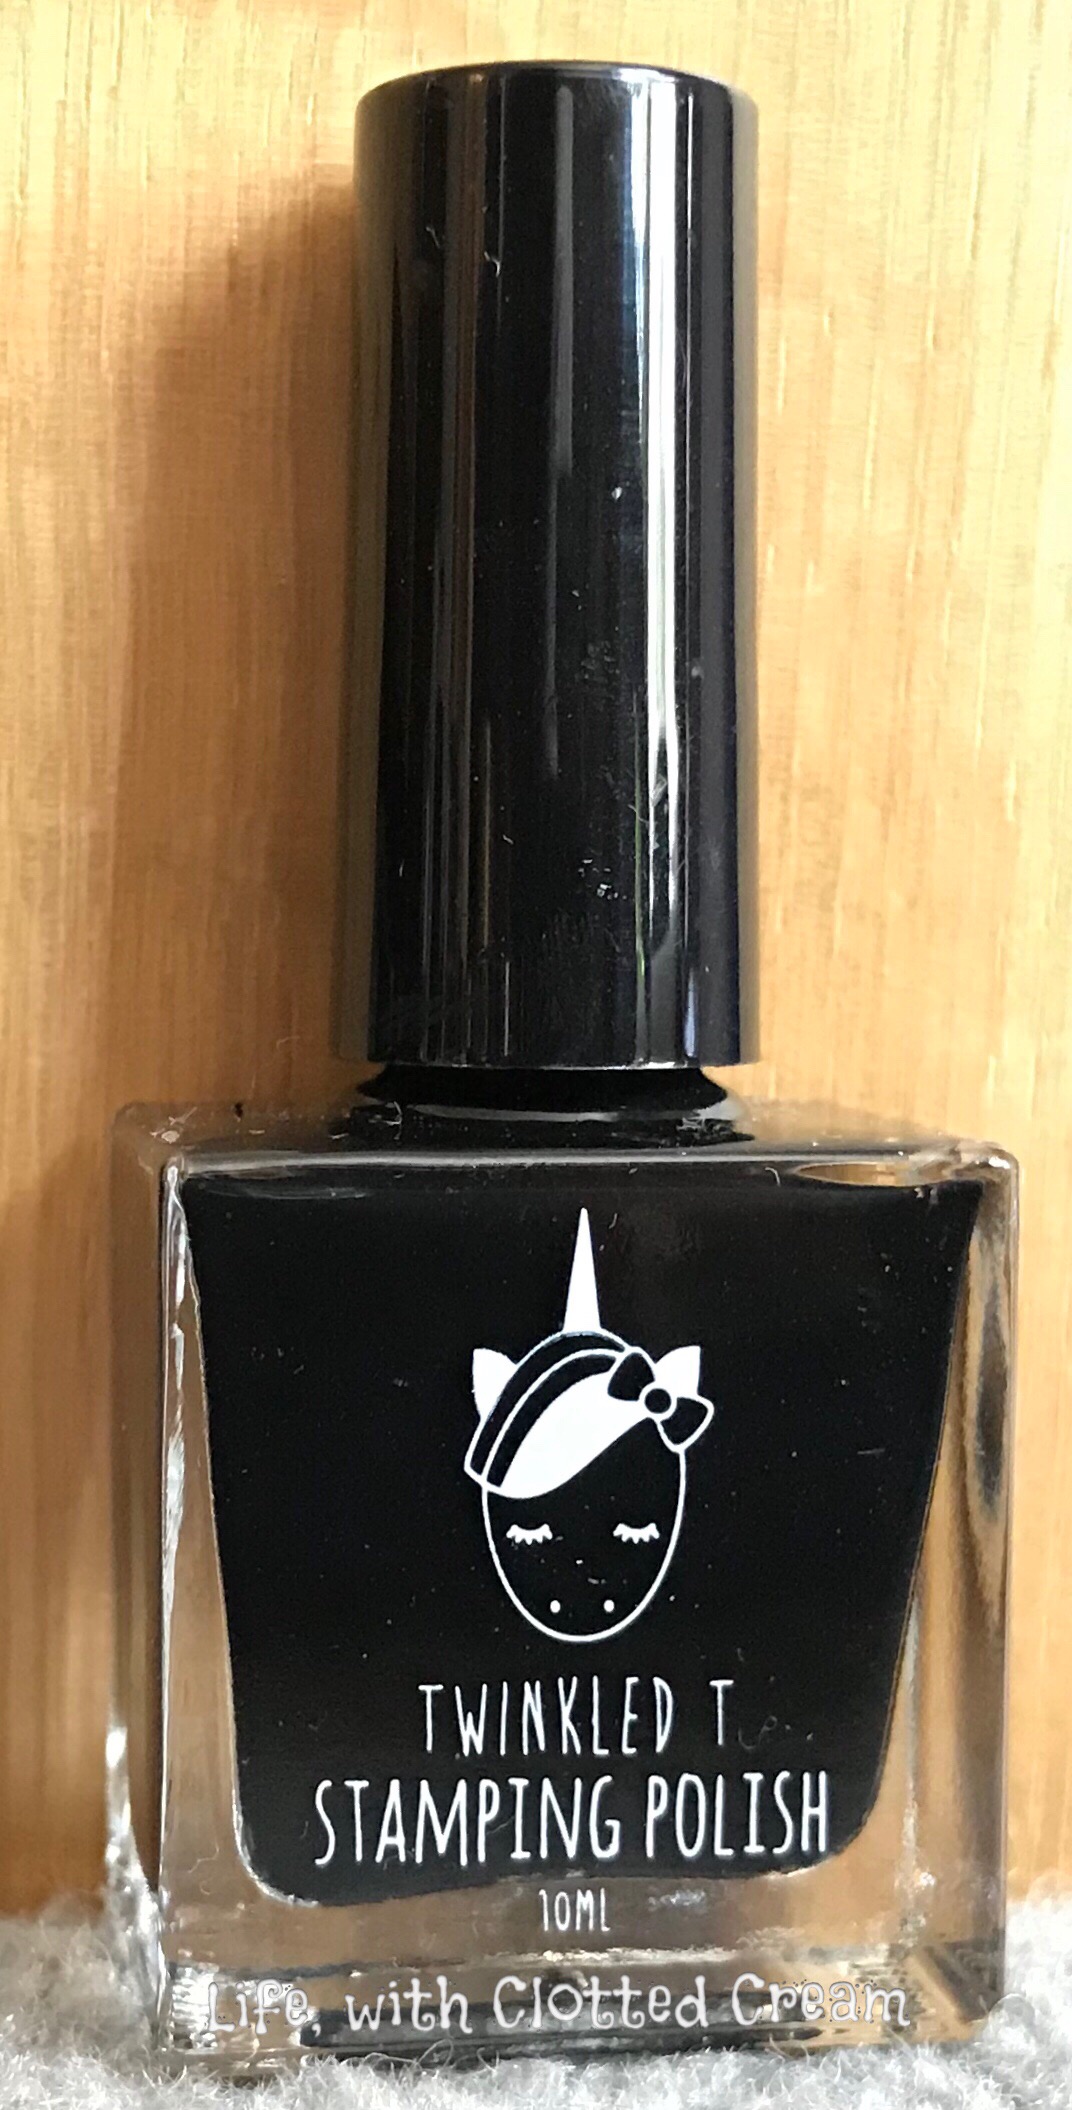 TWINKLED T
STAMPING POLISH
10ML
Life, with Clotted Cream